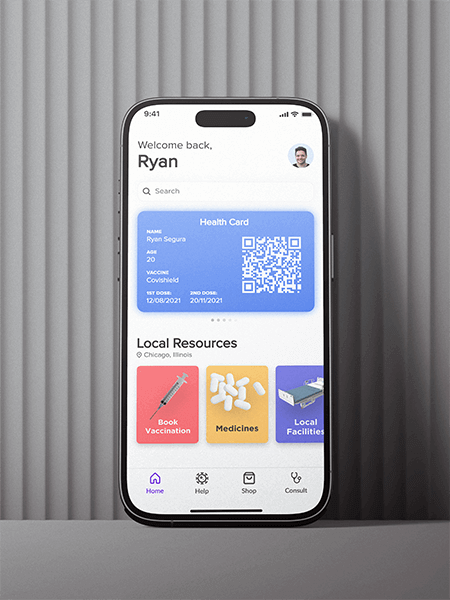 9:41
Welcome back,
Ryan
Search
Health Card
NAME
Ryan Segura
AGE
20
VACCINE
Covishield
1ST DOSE:
12/08/2021
2ND DOSE:
20/11/2021
Local Resources
Chicago, Illinois
Book
Vaccination
Medicines
Local
Facilities
Home
Help
Shop
Consult